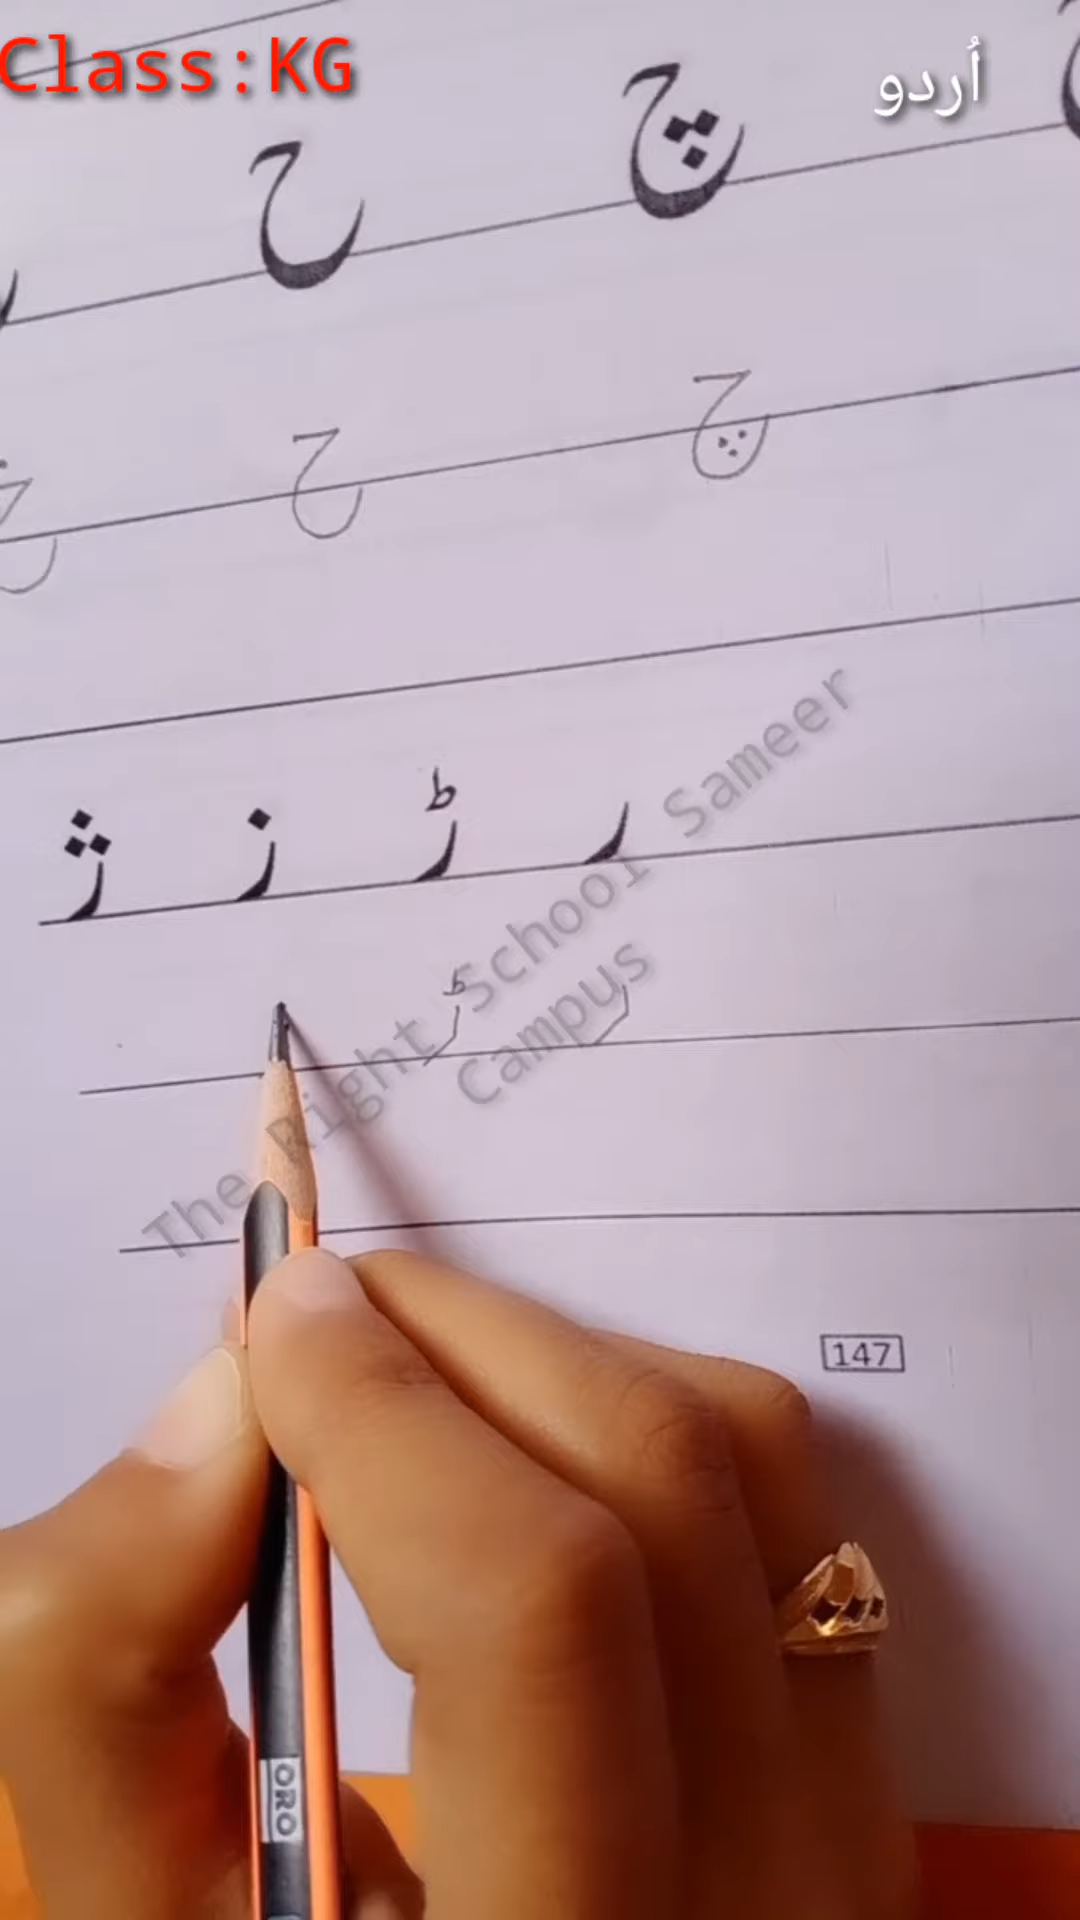 Class:KG
اُردو
چ ح
چ ح
ر ڑ ز ژ
ر ڑ
The Right School Sameer
Campus
147
ORO